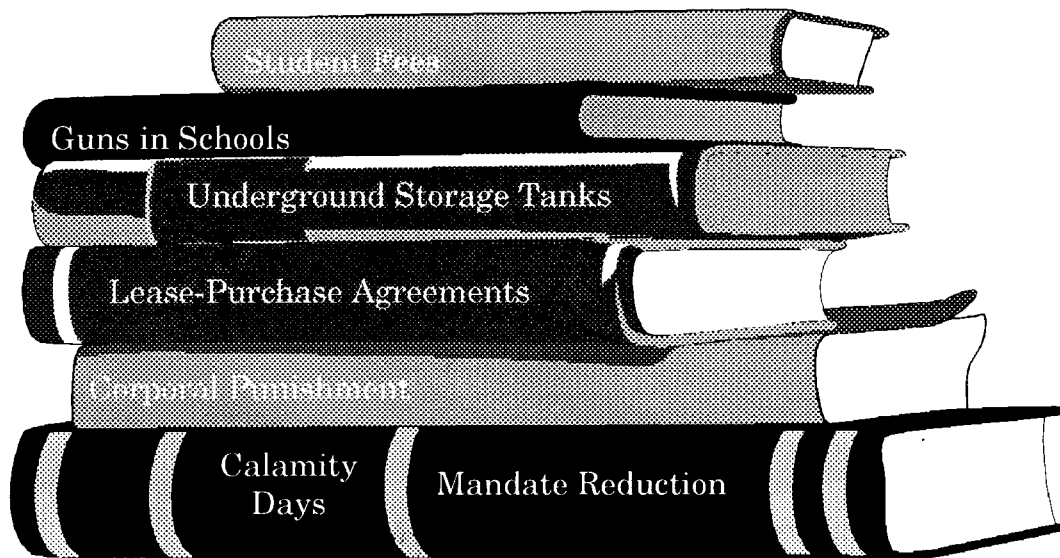 Student Fees
Guns in Schools
Underground Storage Tanks
Lease-Purchase Agreements
Corporal Punishment
Calamity
Days
Mandate Reduction